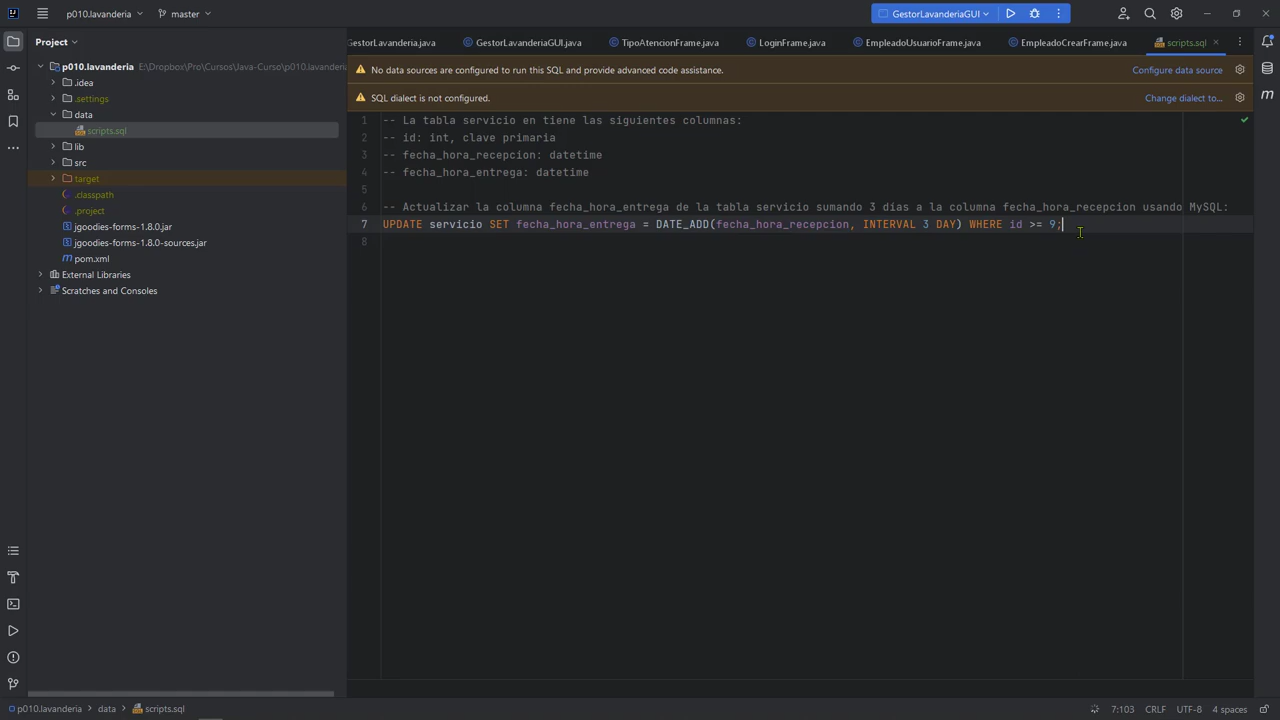 p010.lavanderia
master
GestorLavanderiaGUI
Project
GestorLavanderia.java
GestorLavanderiaGUI.java
TipoAtencionFrame.java
LoginFrame.java
EmpleadoUsuarioFrame.java
EmpleadoCrearFrame.java
scripts.sql
p010.lavanderia E:\Dropbox\Pro\Cursos\Java-Curso\p010.lavanderia
.idea
.settings
data
scripts.sql
lib
src
target
.classpath
.project
jgoodies-forms-1.8.0.jar
jgoodies-forms-1.8.0-sources.jar
pom.xml
External Libraries
Scratches and Consoles
No data sources are configured to run this SQL and provide advanced code assistance.
Configure data source
SQL dialect is not configured.
Change dialect to...
1 -- La tabla servicio en tiene las siguientes columnas:
2 -- id: int, clave primaria
3 -- fecha_hora_recepcion: datetime
4 -- fecha_hora_entrega: datetime
5
6 -- Actualizar la columna fecha_hora_entrega de la tabla servicio sumando 3 días a la columna fecha_hora_recepcion usando MySQL:
7 UPDATE servicio SET fecha_hora_entrega = DATE_ADD(fecha_hora_recepcion, INTERVAL 3 DAY) WHERE id >= 9;
8
p010.lavanderia > data > scripts.sql
7:103 CRLF UTF-8 4 spaces